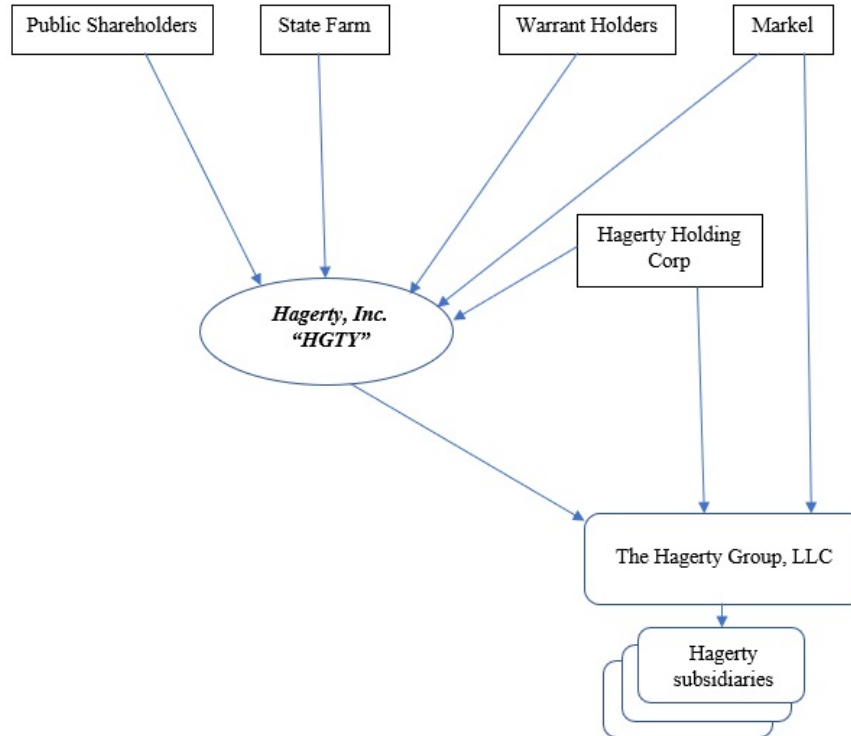 Public Shareholders
State Farm
Warrant Holders
Markel
Hagerty Holding
Corp
Hagerty, Inc.
“HGTY”
The Hagerty Group, LLC
Hagerty
subsidiaries